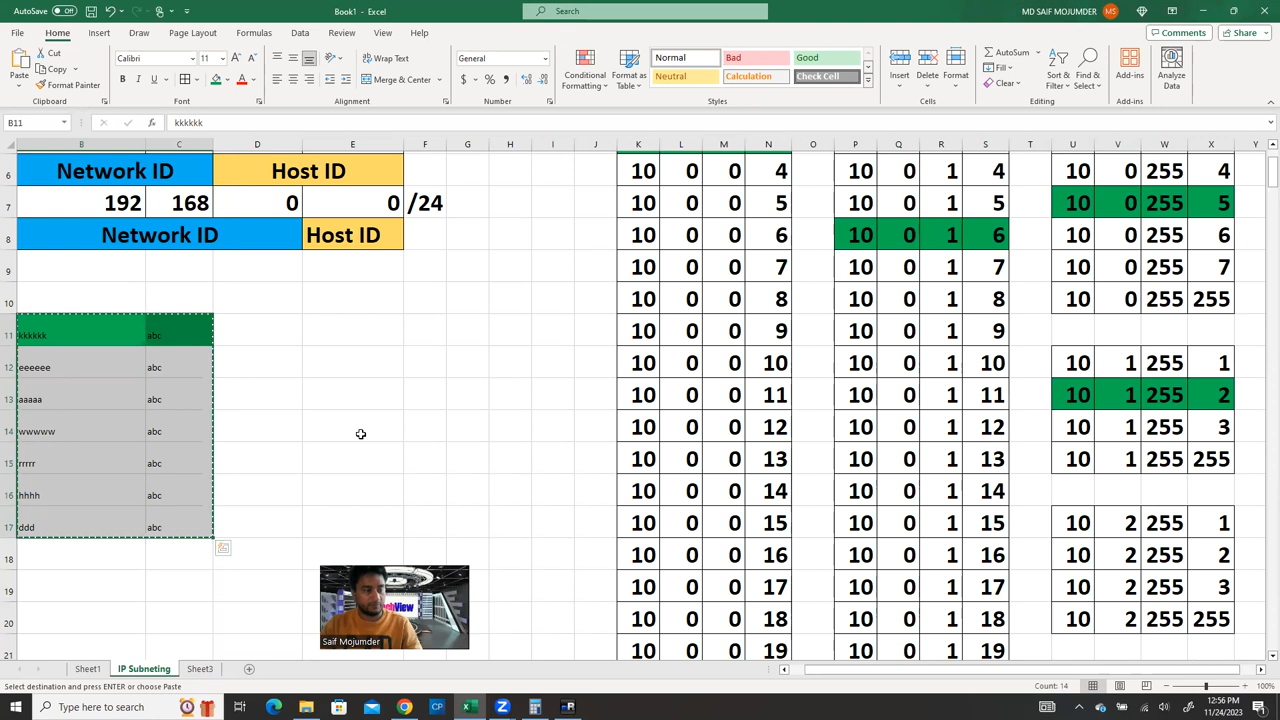 AutoSave Off
Book1 - Excel
Search
MD SAIF MOJUMDER MS
File Home Insert Draw Page Layout Formulas Data Review View Help
Comments Share
Paste
Cut
Copy
Format Painter
Clipboard
Calibri 11
B I U
Font
Wrap Text
Merge & Center
Alignment
General
$ % 9
Number
Conditional Formatting
Format as Table
Normal Bad Good
Neutral Calculation Check Cell
Styles
Insert Delete Format
Cells
AutoSum
Fill
Clear
Sort & Filter
Find & Select
Editing
Add-ins
Add-ins
Analyze Data
B11 fx kkkkkk
B C D E F G H I J K L M N O P Q R S T U V W X Y
6 Network ID Host ID 10 0 0 4 10 0 1 4 10 0 255 4
7 192 168 0 0 /24 10 0 0 5 10 0 1 5 10 0 255 5
8 Network ID Host ID 10 0 0 6 10 0 1 6 10 0 255 6
9 10 0 0 7 10 0 1 7 10 0 255 7
10 10 0 0 8 10 0 1 8 10 0 255 255
11 kkkkkk abc 10 0 0 9 10 0 1 9
12 eeeeee abc 10 0 0 10 10 0 1 10 10 1 255 1
13 aaaaa abc 10 0 0 11 10 0 1 11 10 1 255 2
14 wwwww abc 10 0 0 12 10 0 1 12 10 1 255 3
15 rrrrr abc 10 0 0 13 10 0 1 13 10 1 255 255
16 hhhh abc 10 0 0 14 10 0 1 14
17 ddd abc 10 0 0 15 10 0 1 15 10 2 255 1
18 10 0 0 16 10 0 1 16 10 2 255 2
19 10 0 0 17 10 0 1 17 10 2 255 3
20 10 0 0 18 10 0 1 18 10 2 255 255
21 10 0 0 19 10 0 1 19
Saif Mojumder
Sheet1 IP Subneting Sheet3
Select destination and press ENTER or choose Paste
Count: 14
100%
Type here to search
CP
R
12:56 PM
11/24/2023